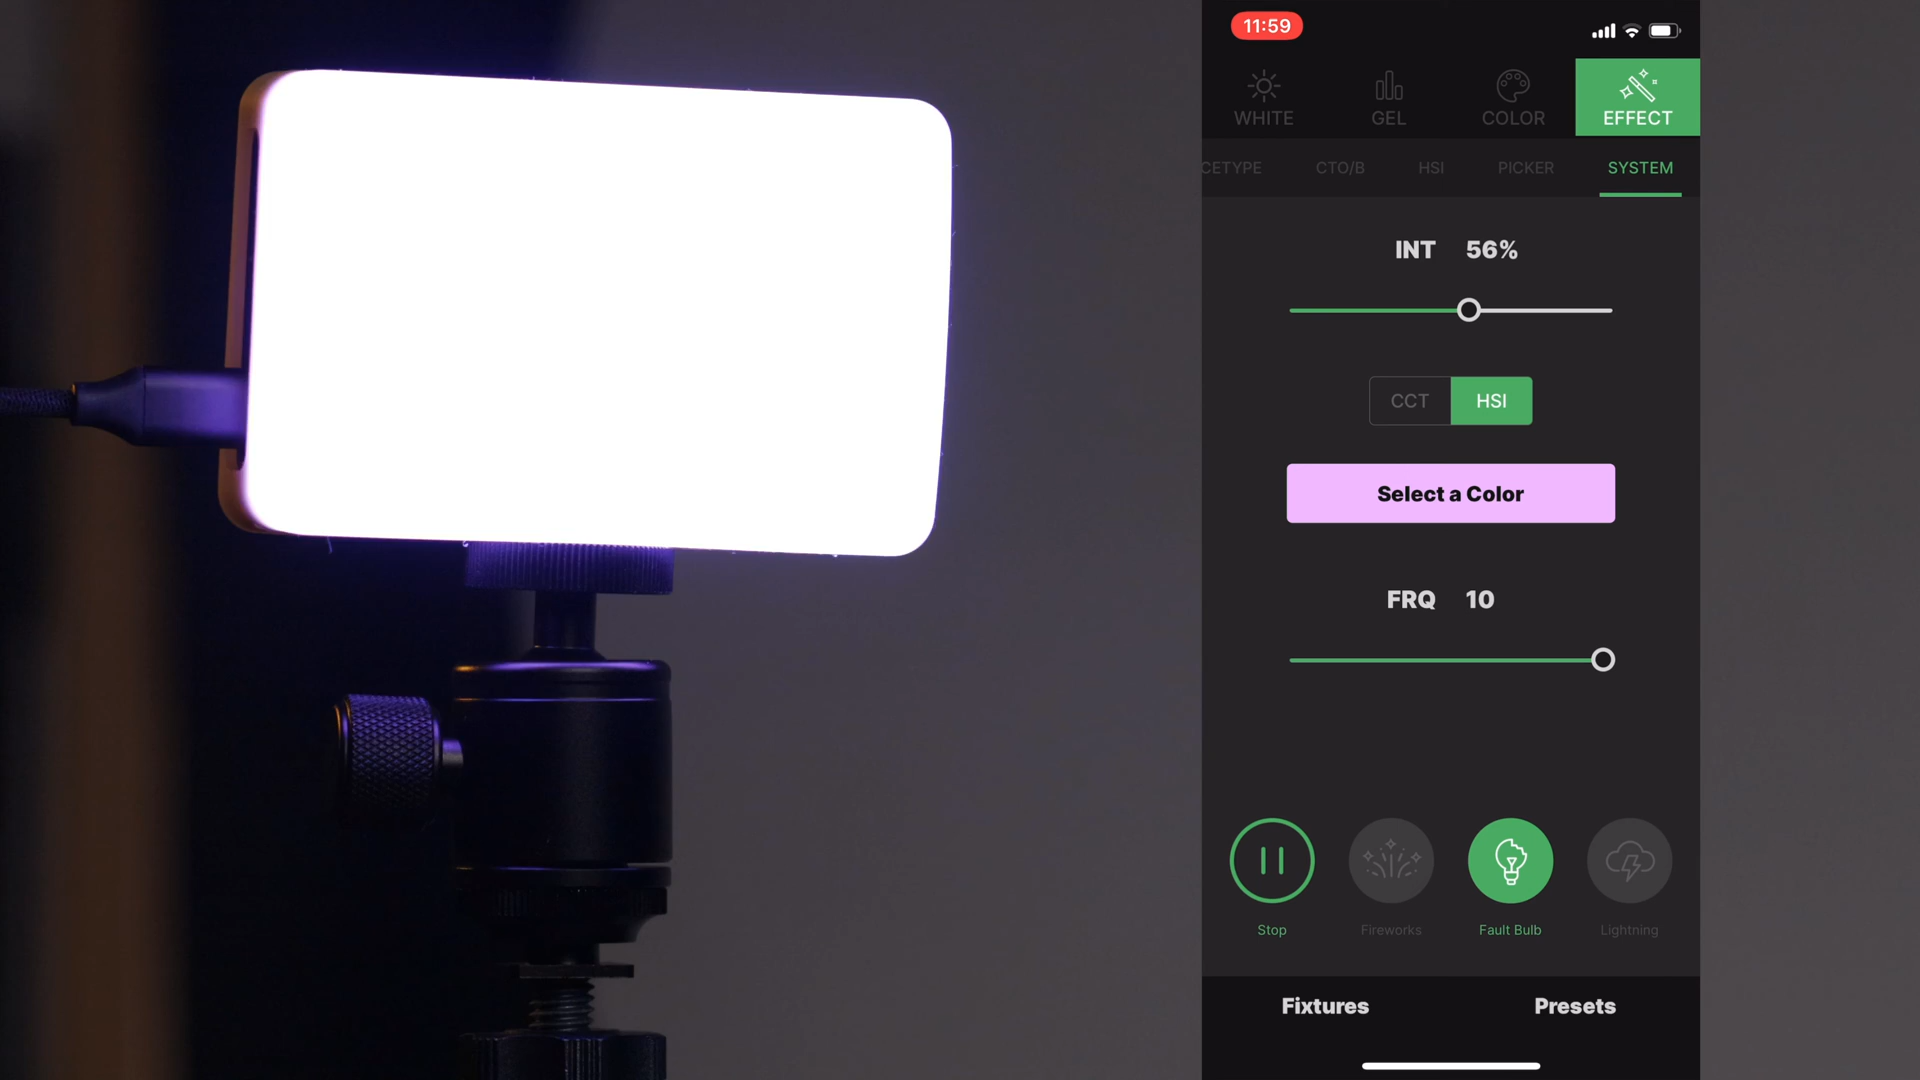 11:59
WHITE GEL COLOR EFFECT
CETYPE CTO/B HSI PICKER SYSTEM
INT 56%
CCT HSI
Select a Color
FRQ 10
Stop Fireworks Fault Bulb Lightning
Fixtures Presets